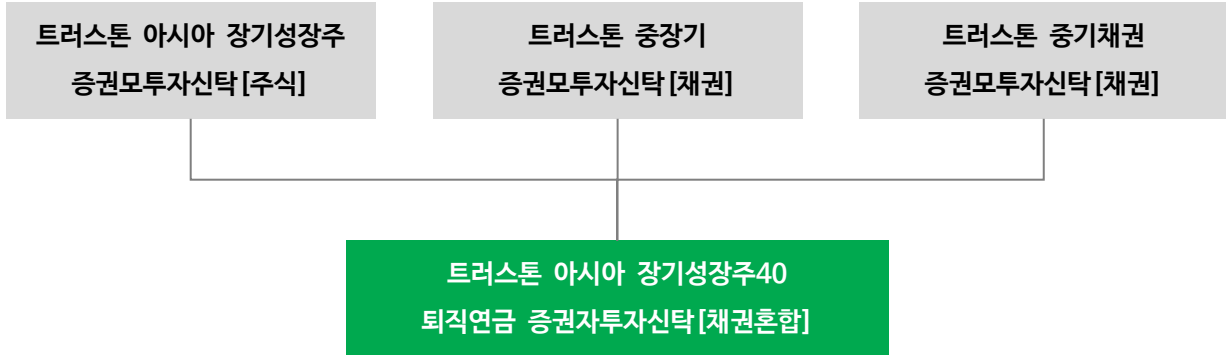 트러스톤 아시아 장기성장주
증권모투자신탁[주식]
트러스톤 중장기
증권모투자신탁[채권]
트러스톤 중기채권
증권모투자신탁[채권]
트러스톤 아시아 장기성장주40
퇴직연금 증권자투자신탁[채권혼합]